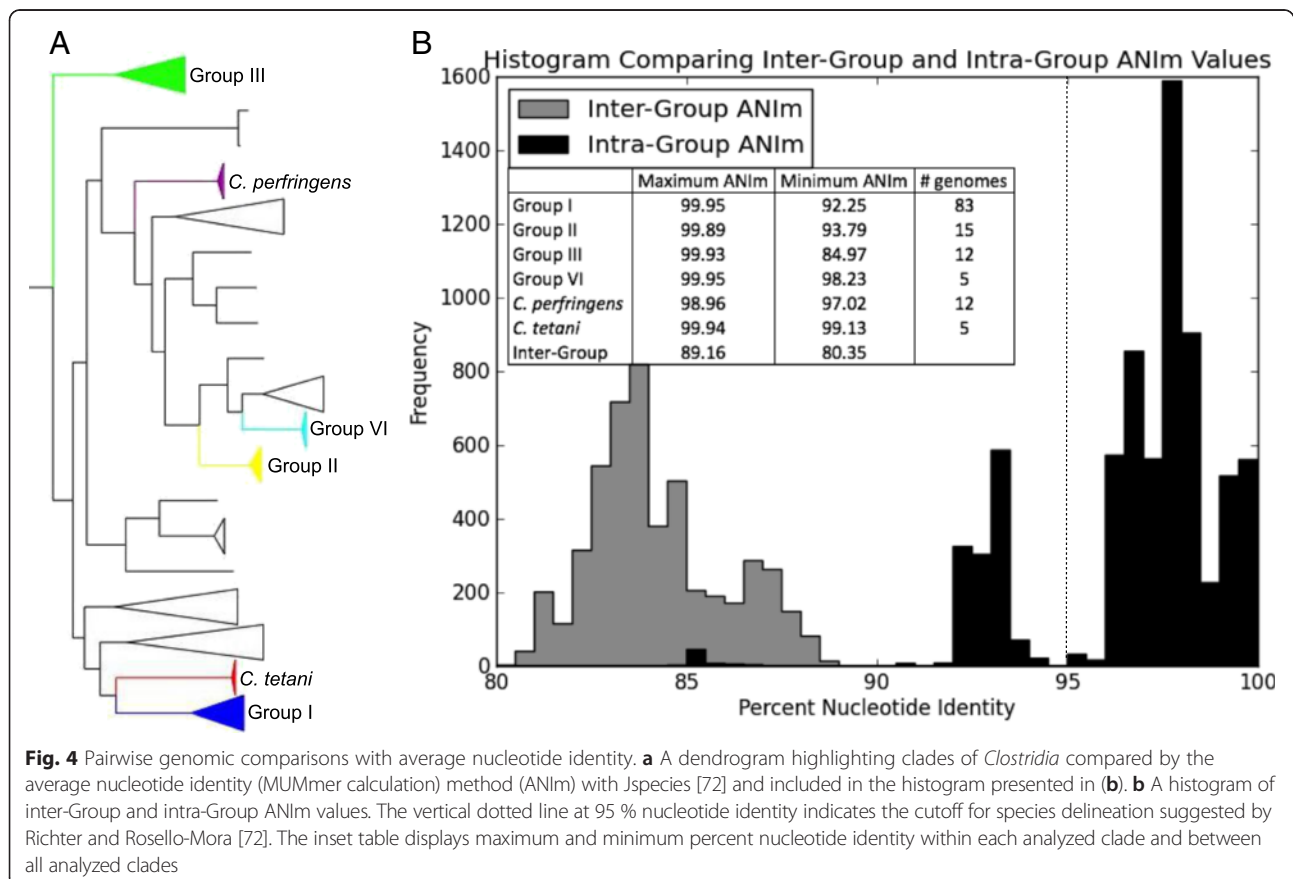 A
Group III
C. perfringens
Group VI
Group II
C. tetani
Group I
B
Histogram Comparing Inter-Group and Intra-Group ANIm Values
Inter-Group ANIm
Intra-Group ANIm
Maximum ANIm Minimum ANIm # genomes
Group I 99.95 92.25 83
Group II 99.89 93.79 15
Group III 99.93 84.97 12
Group VI 99.95 98.23 5
C. perfringens 98.96 97.02 12
C. tetani 99.94 99.13 5
Inter-Group 89.16 80.35
Frequency
1600
1400
1200
1000
800
600
400
200
0
80 85 90 95 100
Percent Nucleotide Identity
Fig. 4 Pairwise genomic comparisons with average nucleotide identity. a A dendrogram highlighting clades of Clostridia compared by the
average nucleotide identity (MUMmer calculation) method (ANIm) with Jspecies [72] and included in the histogram presented in (b). b A histogram of
inter-Group and intra-Group ANIm values. The vertical dotted line at 95 % nucleotide identity indicates the cutoff for species delineation suggested by
Richter and Rosello-Mora [72]. The inset table displays maximum and minimum percent nucleotide identity within each analyzed clade and between
all analyzed clades